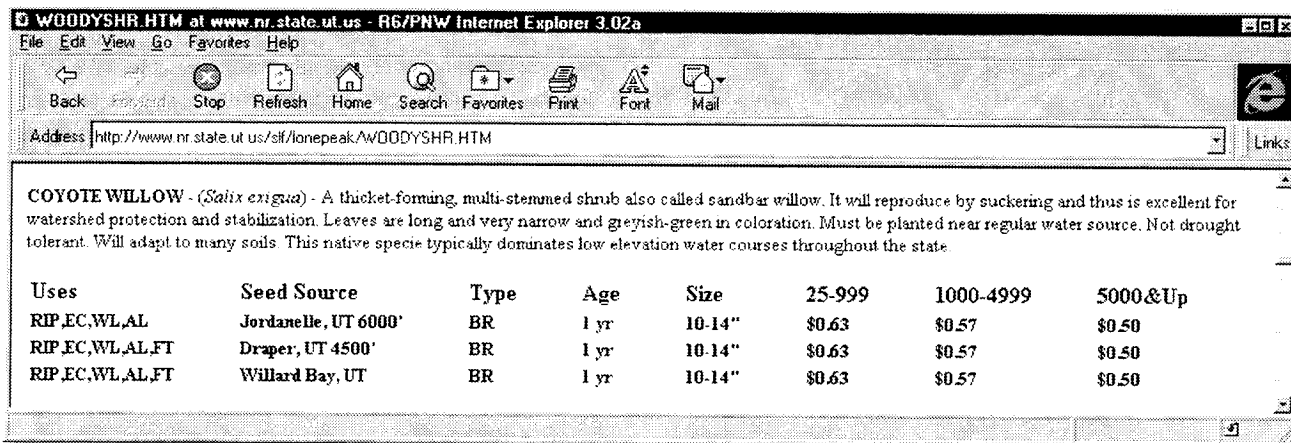 WOODYSHR.HTM at www.nr.state.ut.us - R6/PNW Internet Explorer 3.02a
File Edit View Go Favorites Help
Back Forward Stop Refresh Home Search Favorites Print Font Mail
Address http://www.nr.state.ut.us/slf/lonepeak/WOODYSHR.HTM Links
COYOTE WILLOW - (Salix exigua) - A thicket-forming, multi-stemmed shrub also called sandbar willow. It will reproduce by suckering and thus is excellent for
watershed protection and stabilization. Leaves are long and very narrow and greyish-green in coloration. Must be planted near regular water source. Not drought
tolerant. Will adapt to many soils. This native specie typically dominates low elevation water courses throughout the state.
Uses Seed Source Type Age Size 25-999 1000-4999 5000&Up
RIP,EC,WL,AL Jordanelle, UT 6000' BR 1 yr 10-14" $0.63 $0.57 $0.50
RIP,EC,WL,AL,FT Draper, UT 4500' BR 1 yr 10-14" $0.63 $0.57 $0.50
RIP,EC,WL,AL,FT Willard Bay, UT BR 1 yr 10-14" $0.63 $0.57 $0.50